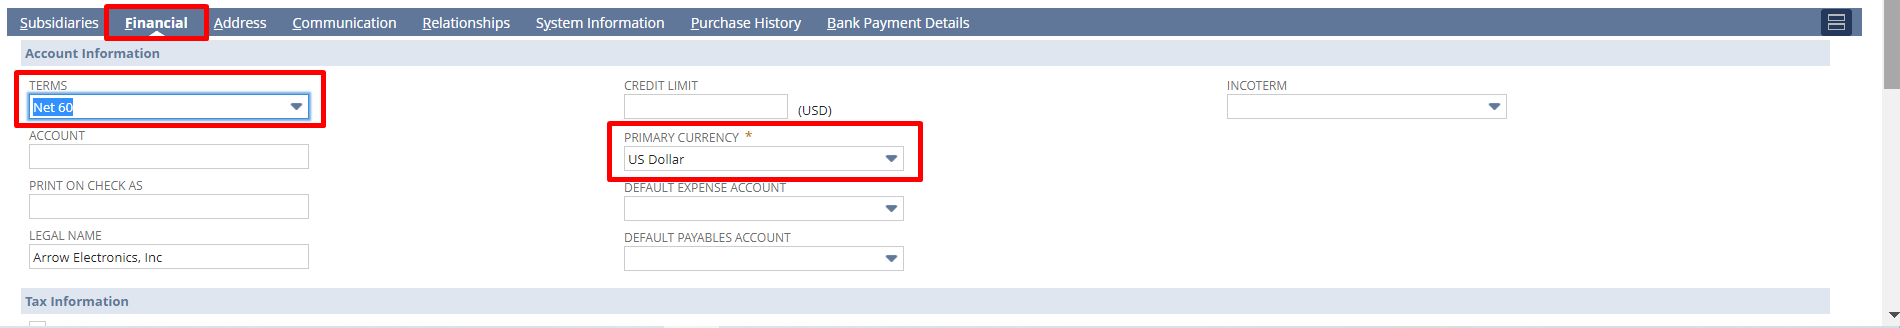 Subsidiaries Financial Address Communication Relationships System Information Purchase History Bank Payment Details
Account Information
TERMS
Net 60
ACCOUNT
PRINT ON CHECK AS
LEGAL NAME
Arrow Electronics, Inc
CREDIT LIMIT
(USD)
PRIMARY CURRENCY *
US Dollar
DEFAULT EXPENSE ACCOUNT
DEFAULT PAYABLES ACCOUNT
INCOTERM
Tax Information